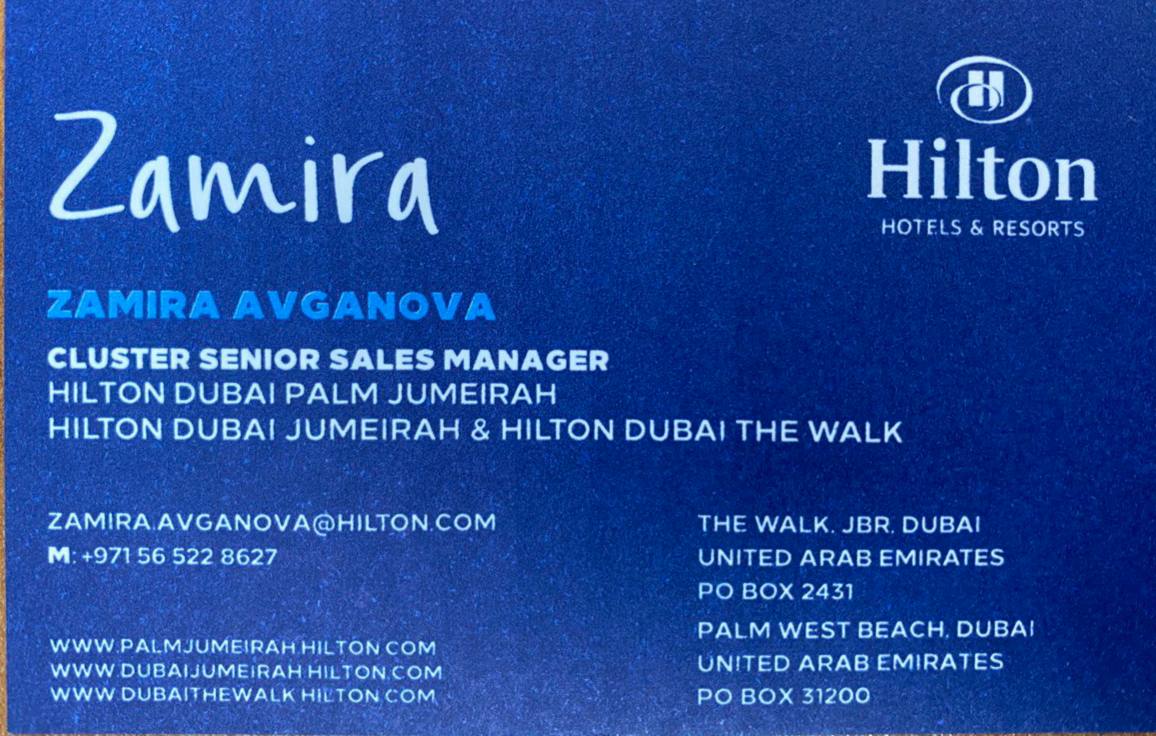 Zamira
Hilton
HOTELS & RESORTS
ZAMIRA AVGANOVA
CLUSTER SENIOR SALES MANAGER
HILTON DUBAI PALM JUMEIRAH
HILTON DUBAI JUMEIRAH & HILTON DUBAI THE WALK
ZAMIRA.AVGANOVA@HILTON.COM
M: +971 56 522 8627
WWW.PALMJUMEIRAH.HILTON.COM
WWW.DUBAIJUMEIRAH.HILTON.COM
WWW.DUBAITHEWALK.HILTON.COM
THE WALK, JBR, DUBAI
UNITED ARAB EMIRATES
PO BOX 2431
PALM WEST BEACH, DUBAI
UNITED ARAB EMIRATES
PO BOX 31200